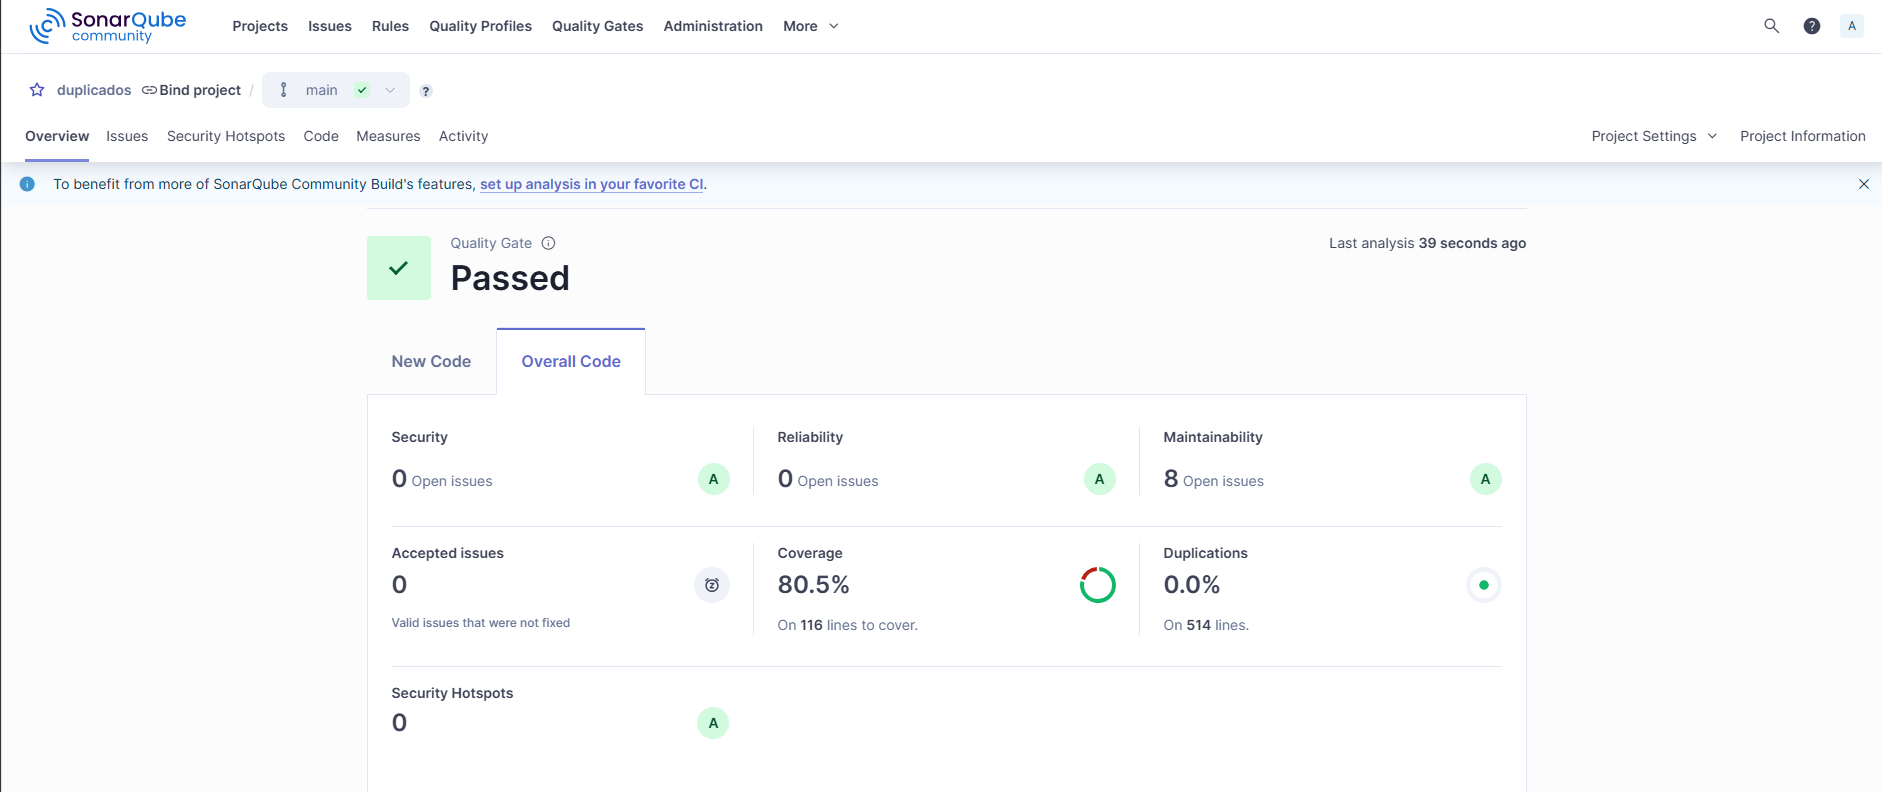 SonarQube
community
Projects Issues Rules Quality Profiles Quality Gates Administration More
? A
duplicados Bind project / main ?
Overview Issues Security Hotspots Code Measures Activity Project Settings Project Information
To benefit from more of SonarQube Community Build's features, set up analysis in your favorite CI.
Quality Gate Last analysis 39 seconds ago
Passed
New Code Overall Code
Security Reliability Maintainability
0 Open issues A 0 Open issues A 8 Open issues A
Accepted issues Coverage Duplications
0 80.5% 0.0%
Valid issues that were not fixed On 116 lines to cover. On 514 lines.
Security Hotspots
0 A